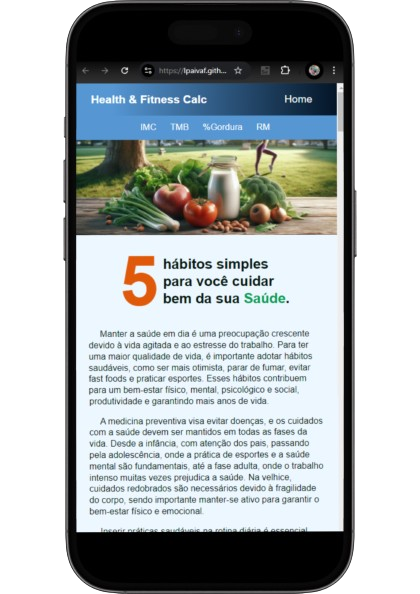 https://lpaivaf.gith...
Health & Fitness Calc
Home
IMC TMB %Gordura RM
5 hábitos simples
para você cuidar
bem da sua Saúde.
Manter a saúde em dia é uma preocupação crescente
devido à vida agitada e ao estresse do trabalho. Para ter
uma maior qualidade de vida, é importante adotar hábitos
saudáveis, como ser mais otimista, parar de fumar, evitar
fast foods e praticar esportes. Esses hábitos contribuem
para um bem-estar físico, mental, psicológico e social,
produtividade e garantindo mais anos de vida.
A medicina preventiva visa evitar doenças, e os cuidados
com a saúde devem ser mantidos em todas as fases da
vida. Desde a infância, com atenção dos pais, passando
pela adolescência, onde a prática de esportes e a saúde
mental são fundamentais, até a fase adulta, onde o trabalho
intenso muitas vezes prejudica a saúde. Na velhice,
cuidados redobrados são necessários devido à fragilidade
do corpo, sendo importante manter-se ativo para garantir o
bem-estar físico e emocional.
Inserir práticas saudáveis na rotina diária é essencial